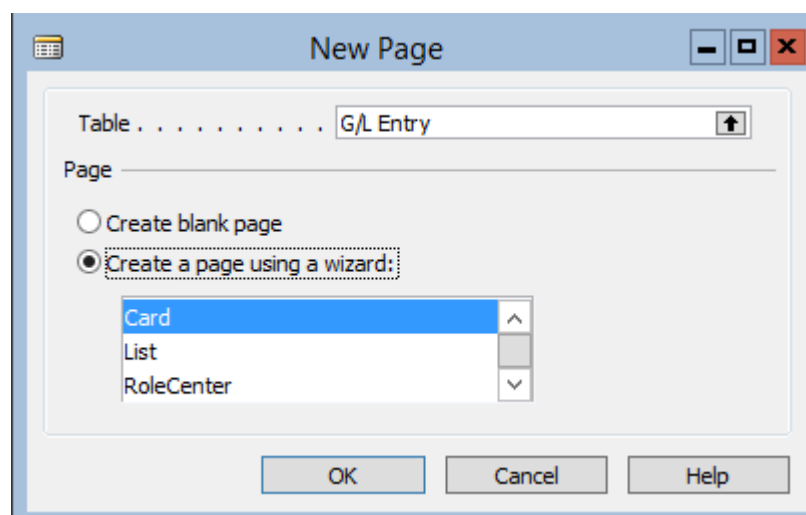 New Page
Table . . . . . . . . . . G/L Entry
Page
Create blank page
Create a page using a wizard:
Card
List
RoleCenter
OK Cancel Help